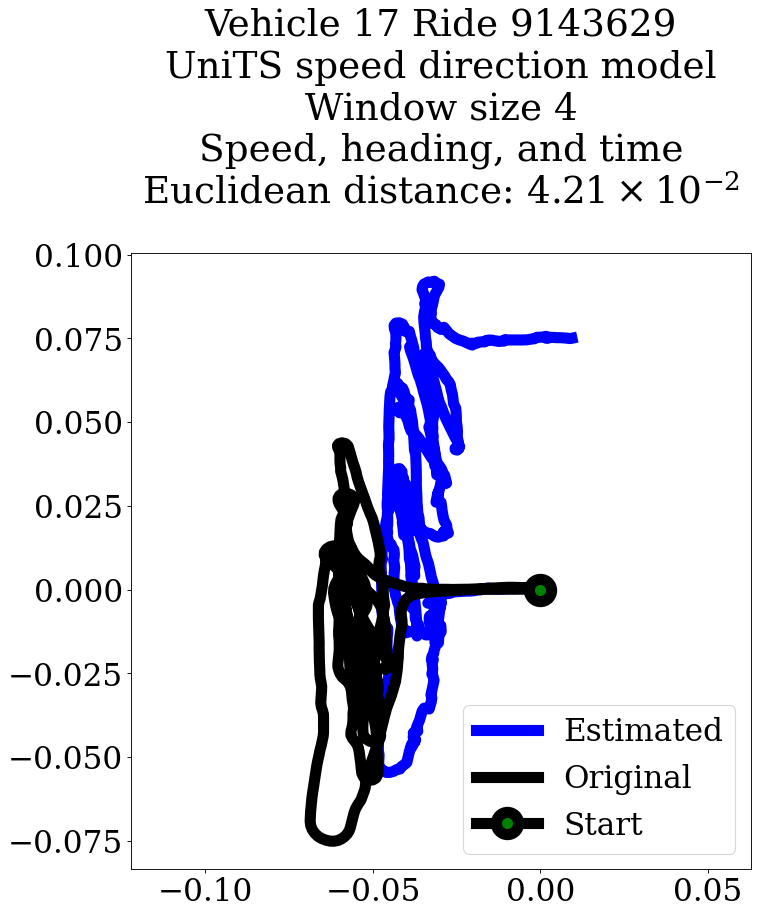 Vehicle 17 Ride 9143629
UniTS speed direction model
Window size 4
Speed, heading, and time
Euclidean distance: 4.21 × 10⁻²
0.100
0.075
0.050
0.025
0.000
−0.025
−0.050
−0.075
Estimated
Original
Start
−0.10
−0.05
0.00
0.05